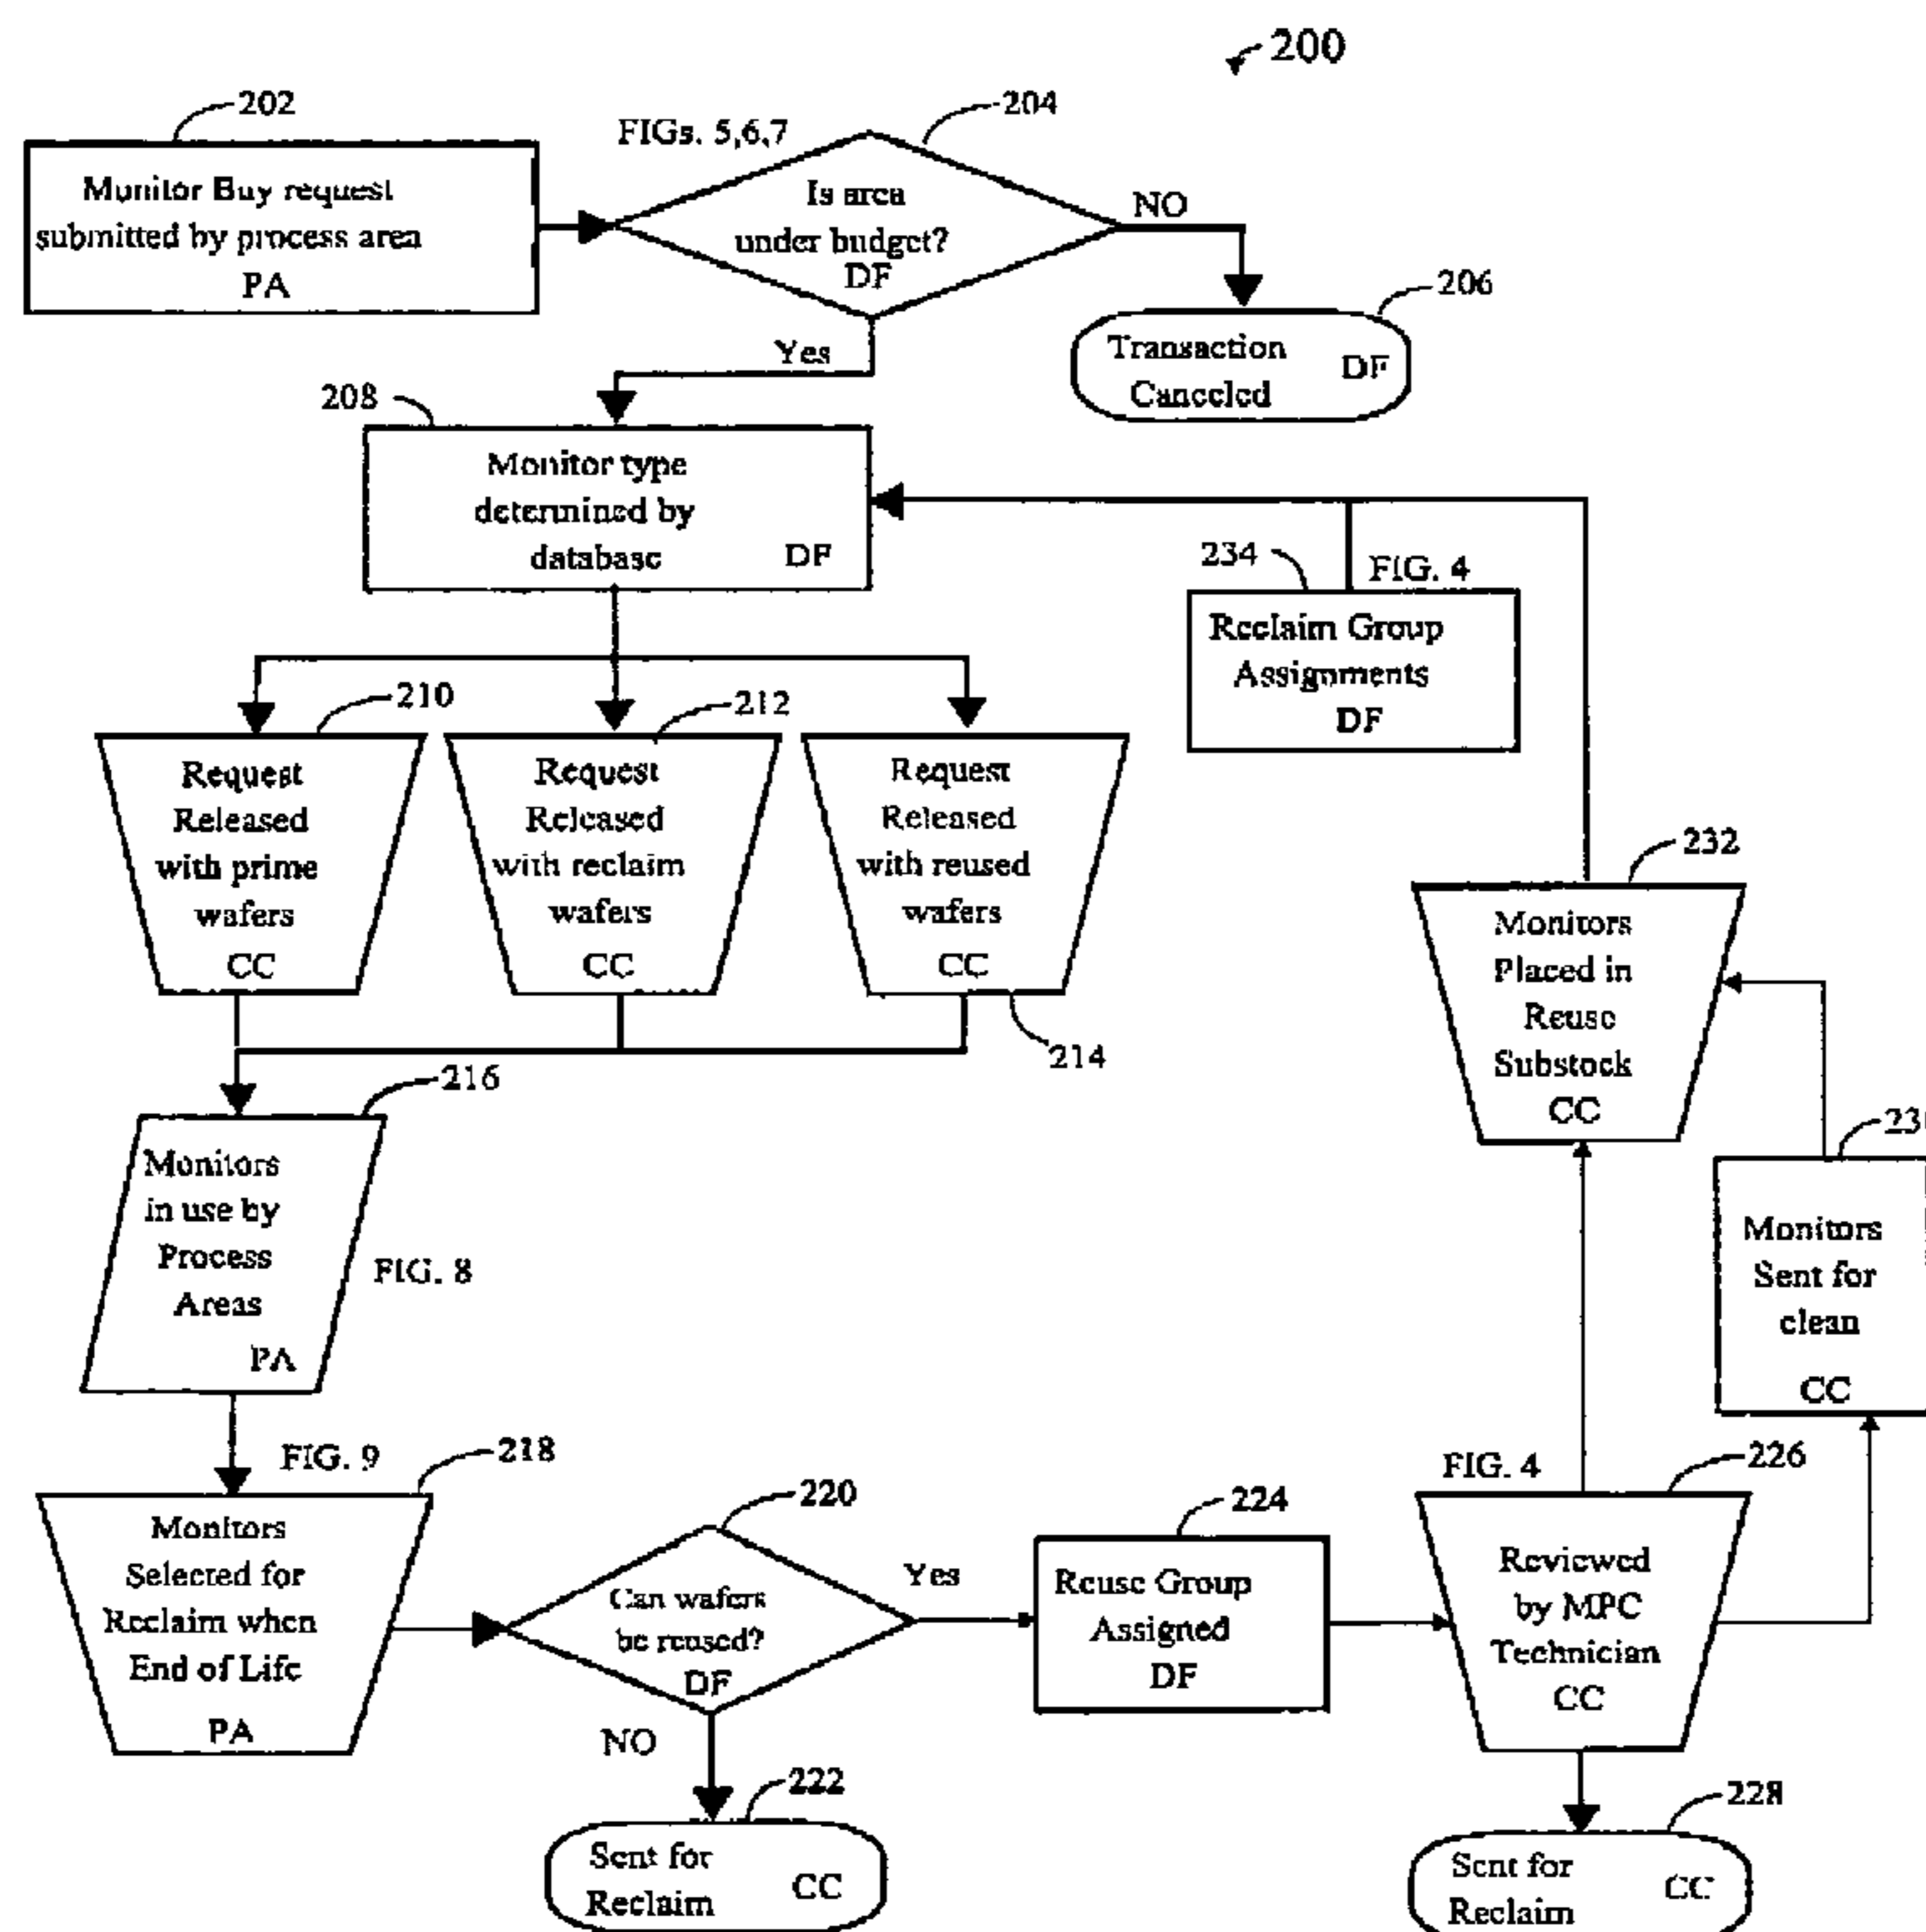 200
202
204
FIGs. 5,6,7
Monitor Buy request
submitted by process area
PA
Is area
under budget?
DF
NO
206
Transaction
Canceled
DF
Yes
208
Monitor type
determined by
database
DF
234
FIG. 4
Reclaim Group
Assignments
DF
210
212
Request
Released
with prime
wafers
CC
Request
Released
with reclaim
wafers
CC
Request
Released
with reused
wafers
CC
214
232
Monitors
Placed in
Reuse
Substock
CC
216
Monitors
in use by
Process
Areas
PA
FIG. 8
Monitors
Sent for
clean
CC
FIG. 9
218
Monitors
Selected for
Reclaim when
End of Life
PA
220
Can wafers
be reused?
DF
Yes
NO
224
Reuse Group
Assigned
DF
FIG. 4
226
Reviewed
by MPC
Technician
CC
222
Sent for
Reclaim
CC
228
Sent for
Reclaim
CC